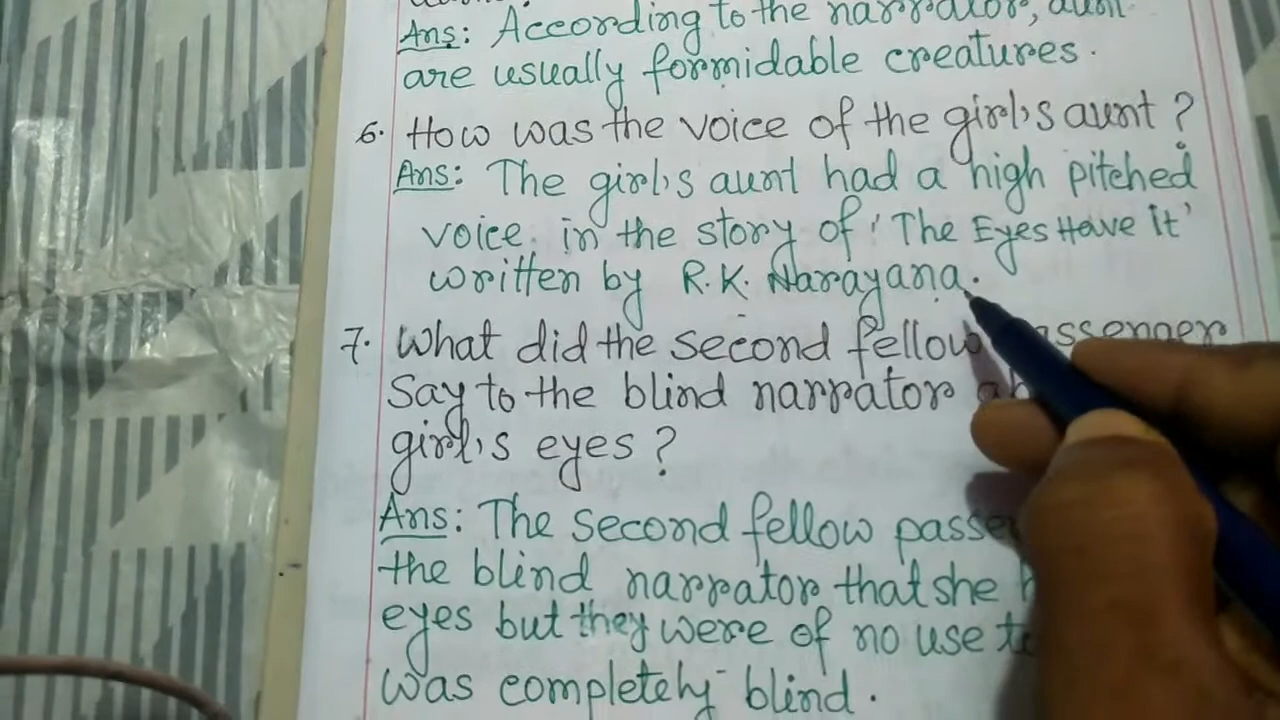 Ans: According to the narrator, aunt
are usually formidable creatures.
6. How was the voice of the girl's aunt?
Ans: The girl's aunt had a high pitched
voice. in the story of 'The Eyes Have it'
written by R.K. Narayana.
7. What did the second fellow passenger
Say to the blind narrator
girl's eyes?
Ans: The second fellow
the blind narrator that she
eyes but they were of no use
was completely blind.